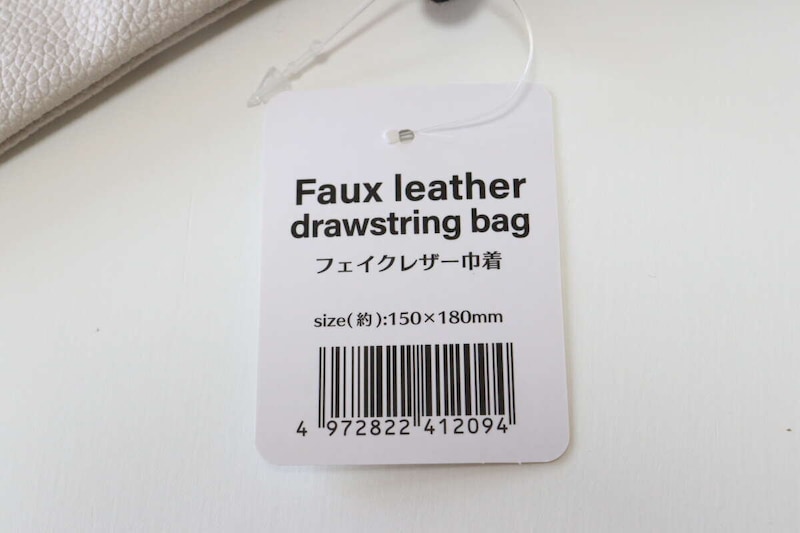 Faux leather
drawstring bag
フェイクレザー巾着
size(約):150×180mm
4 972822 412094